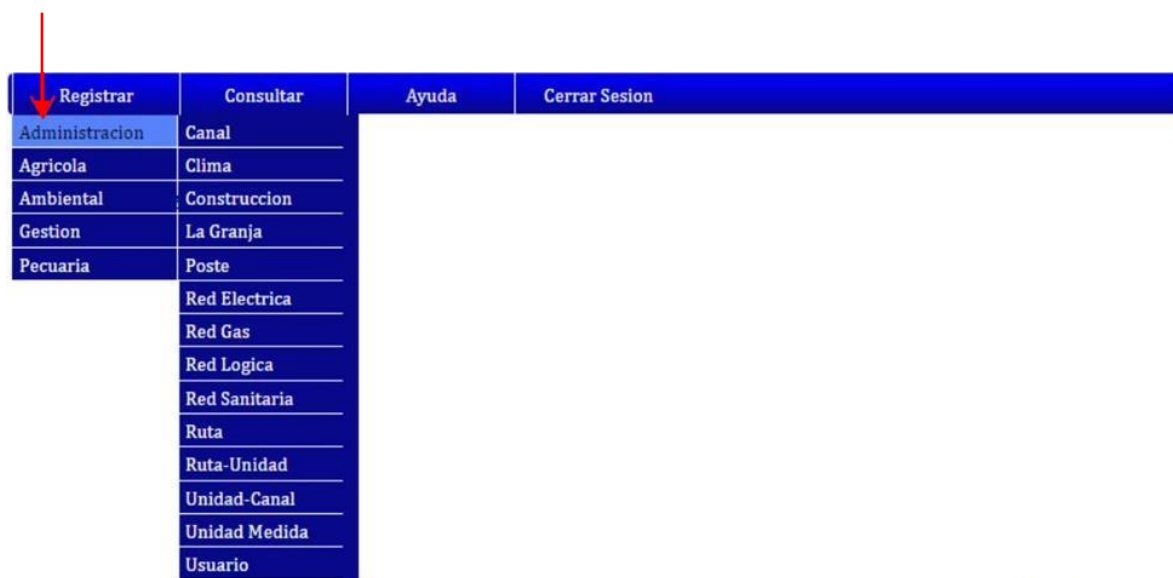 Registrar Consultar Ayuda Cerrar Sesion
Administracion Canal
Agricola Clima
Ambiental Construccion
Gestion La Granja
Pecuaria Poste
Red Electrica
Red Gas
Red Logica
Red Sanitaria
Ruta
Ruta-Unidad
Unidad-Canal
Unidad Medida
Usuario